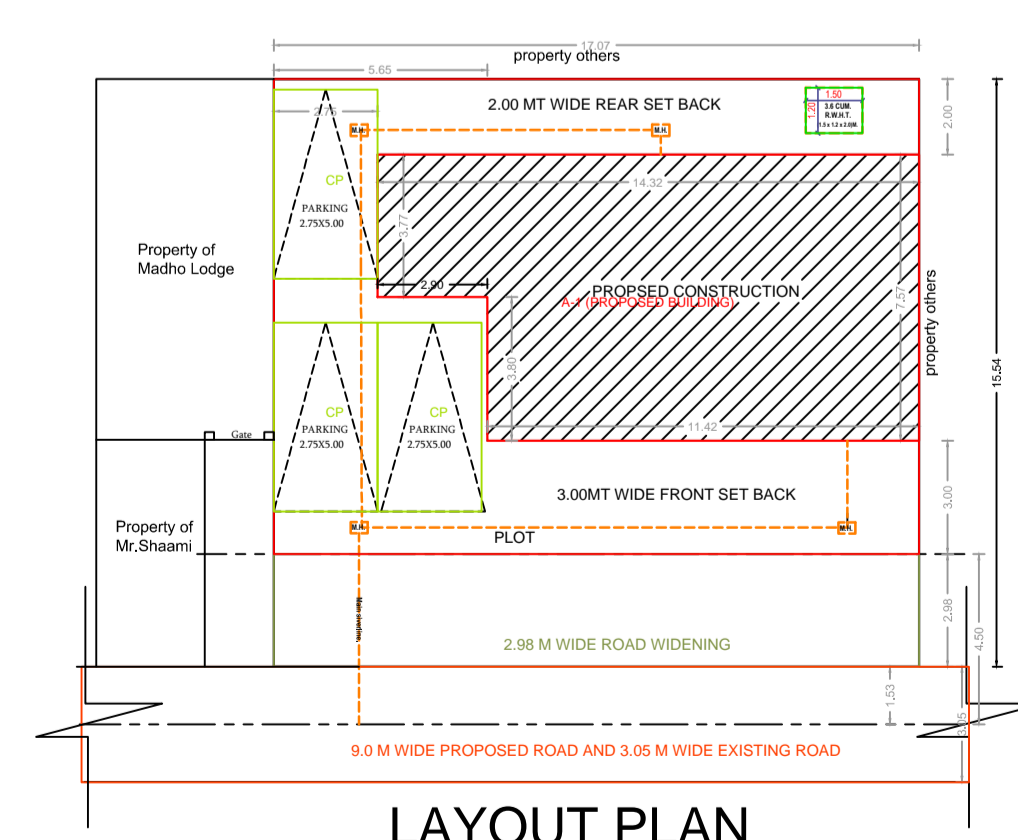 17.07
property others
5.65
2.00 MT WIDE REAR SET BACK
1.50
1.20
3.6 CUM.
R.W.H.T.
1.5 x 1.2 x 2.0)M.
2.00
2.75
M.H.
M.H.
14.32
CP
PARKING
2.75X5.00
3.77
Property of
Madho Lodge
2.90
PROPSED CONSTRUCTION
A-1 (PROPOSED BUILDING)
7.57
property others
15.54
3.80
CP
PARKING
2.75X5.00
CP
PARKING
2.75X5.00
11.42
Gate
3.00MT WIDE FRONT SET BACK
3.00
Property of
Mr.Shaami
M.H.
M.H.
PLOT
2.98
4.50
2.98 M WIDE ROAD WIDENING
1.53
3.05
9.0 M WIDE PROPOSED ROAD AND 3.05 M WIDE EXISTING ROAD
LAYOUT PLAN